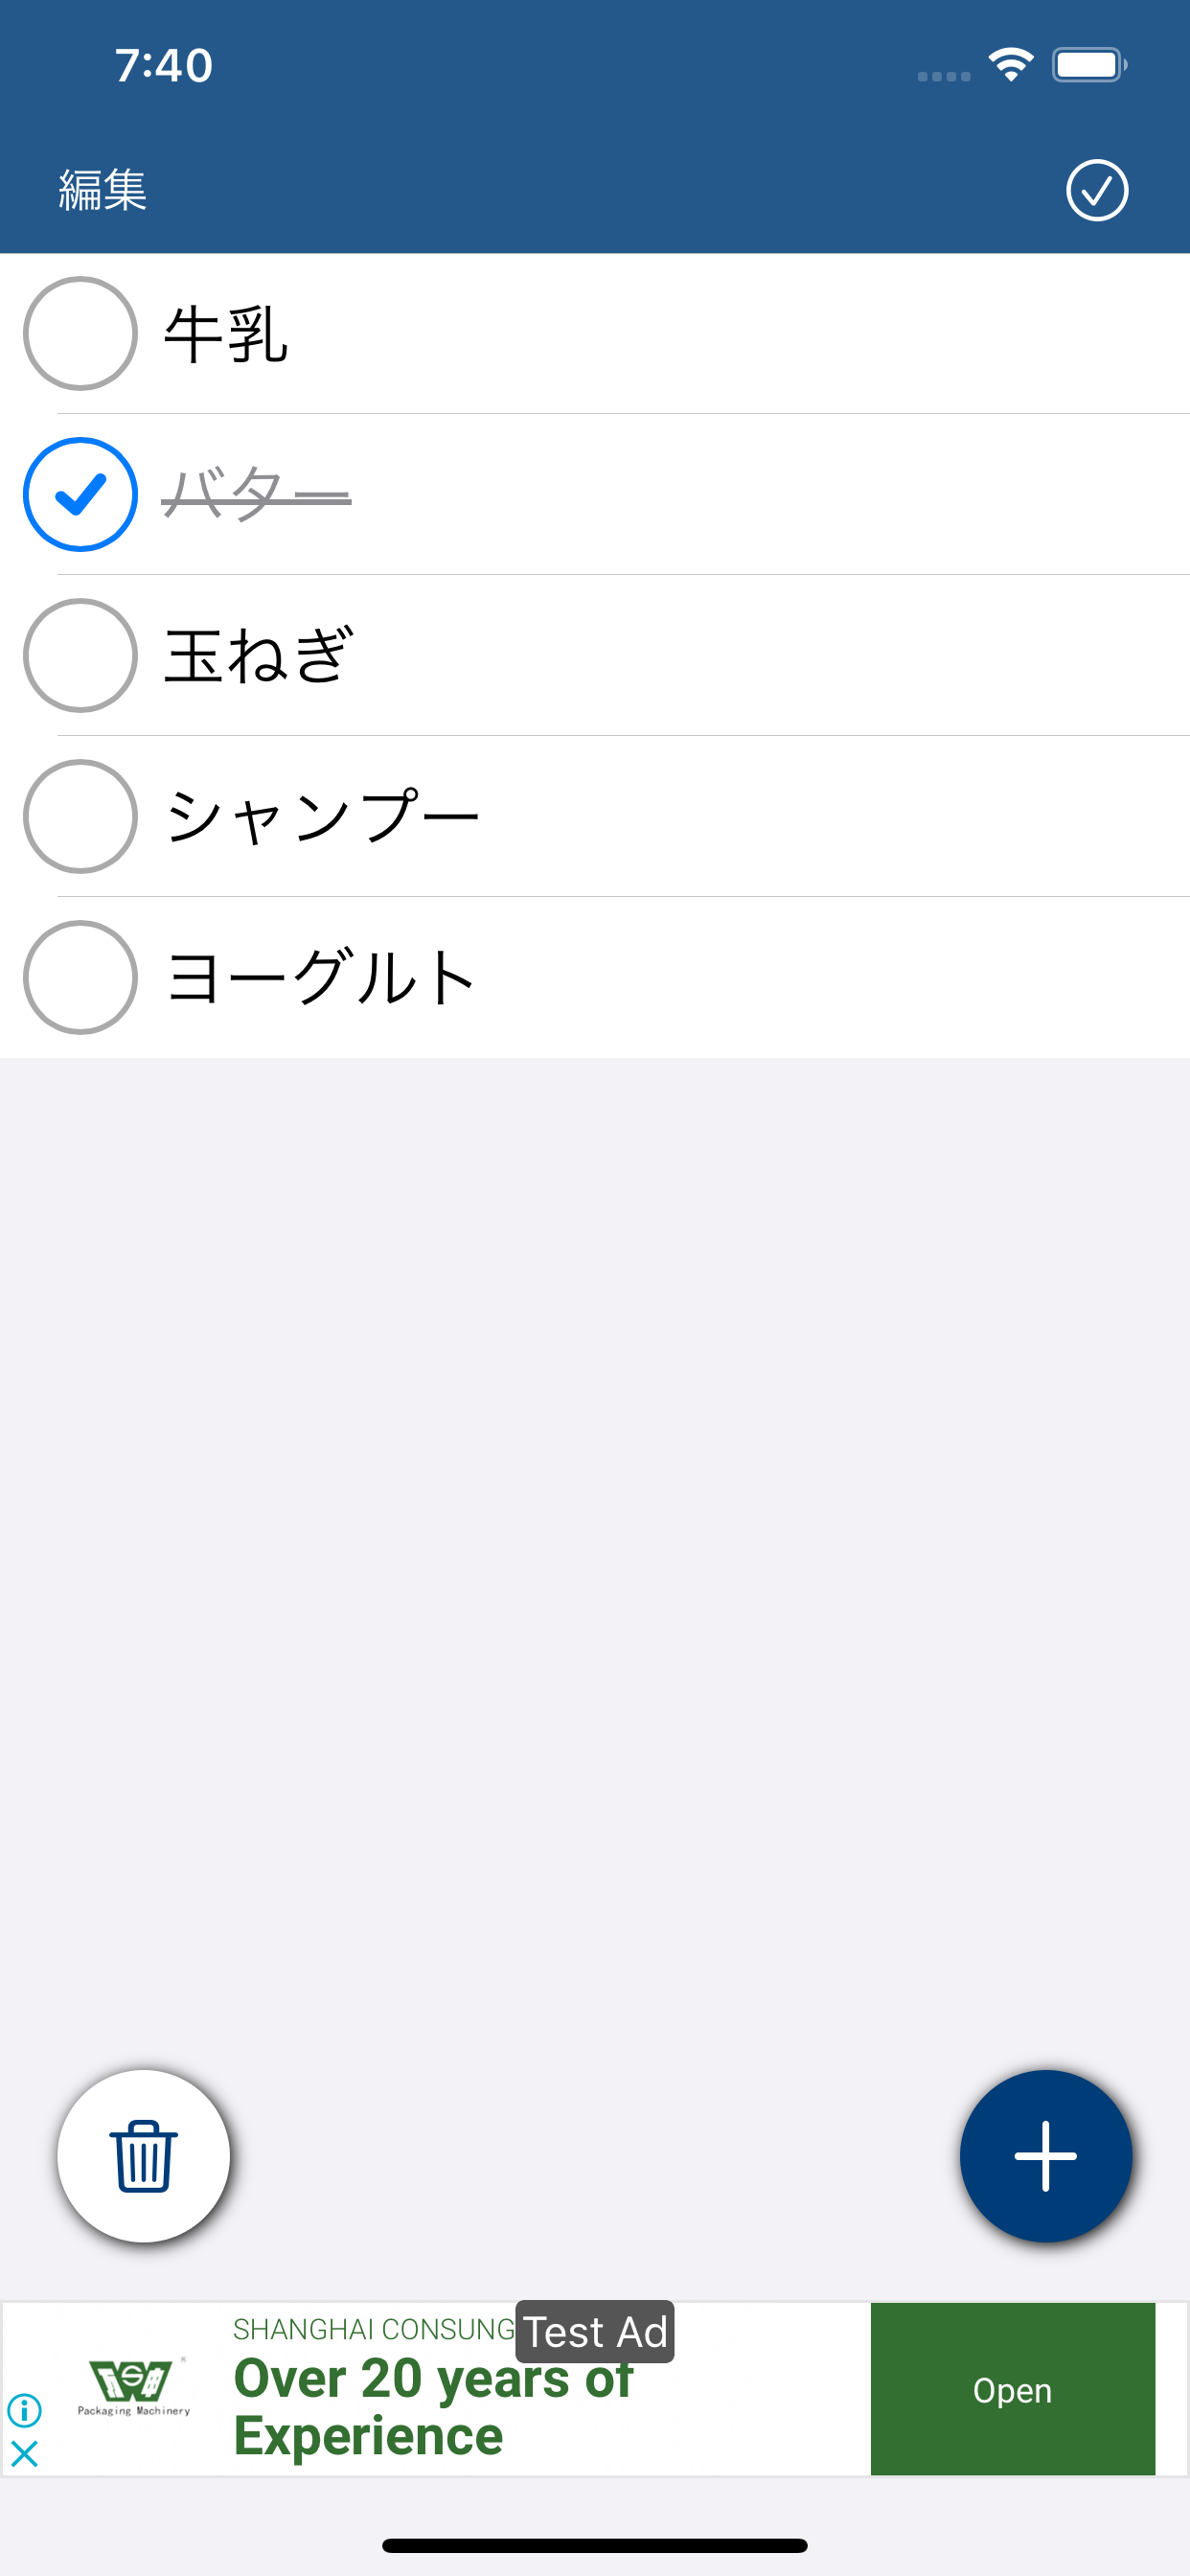 7:40
編集
牛乳
バター
玉ねぎ
シャンプー
ヨーグルト
SHANGHAI CONSUNG
Test Ad
Over 20 years of
Experience
Packaging Machinery
Open